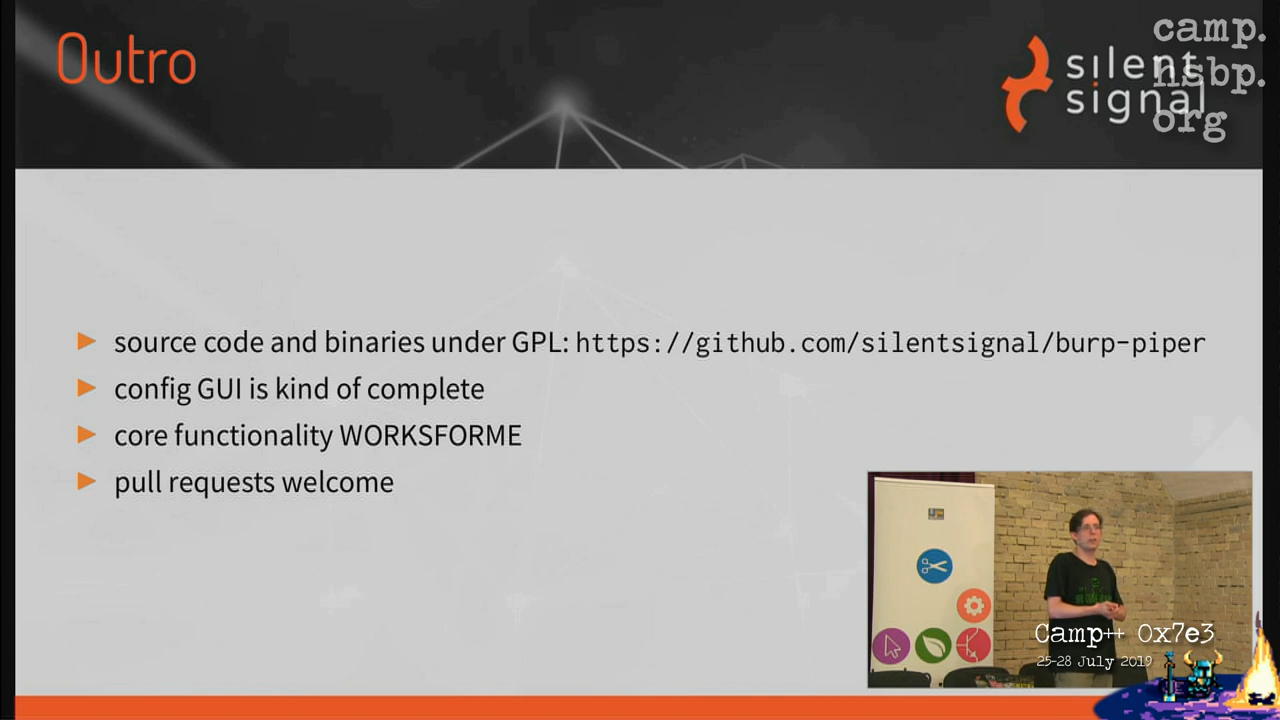 Outro
silent
signal
camp.
hsbp.
org
source code and binaries under GPL: https://github.com/silentsignal/burp-piper
config GUI is kind of complete
core functionality WORKSFORME
pull requests welcome
Camp++ 0x7e3
25-28 July 2019